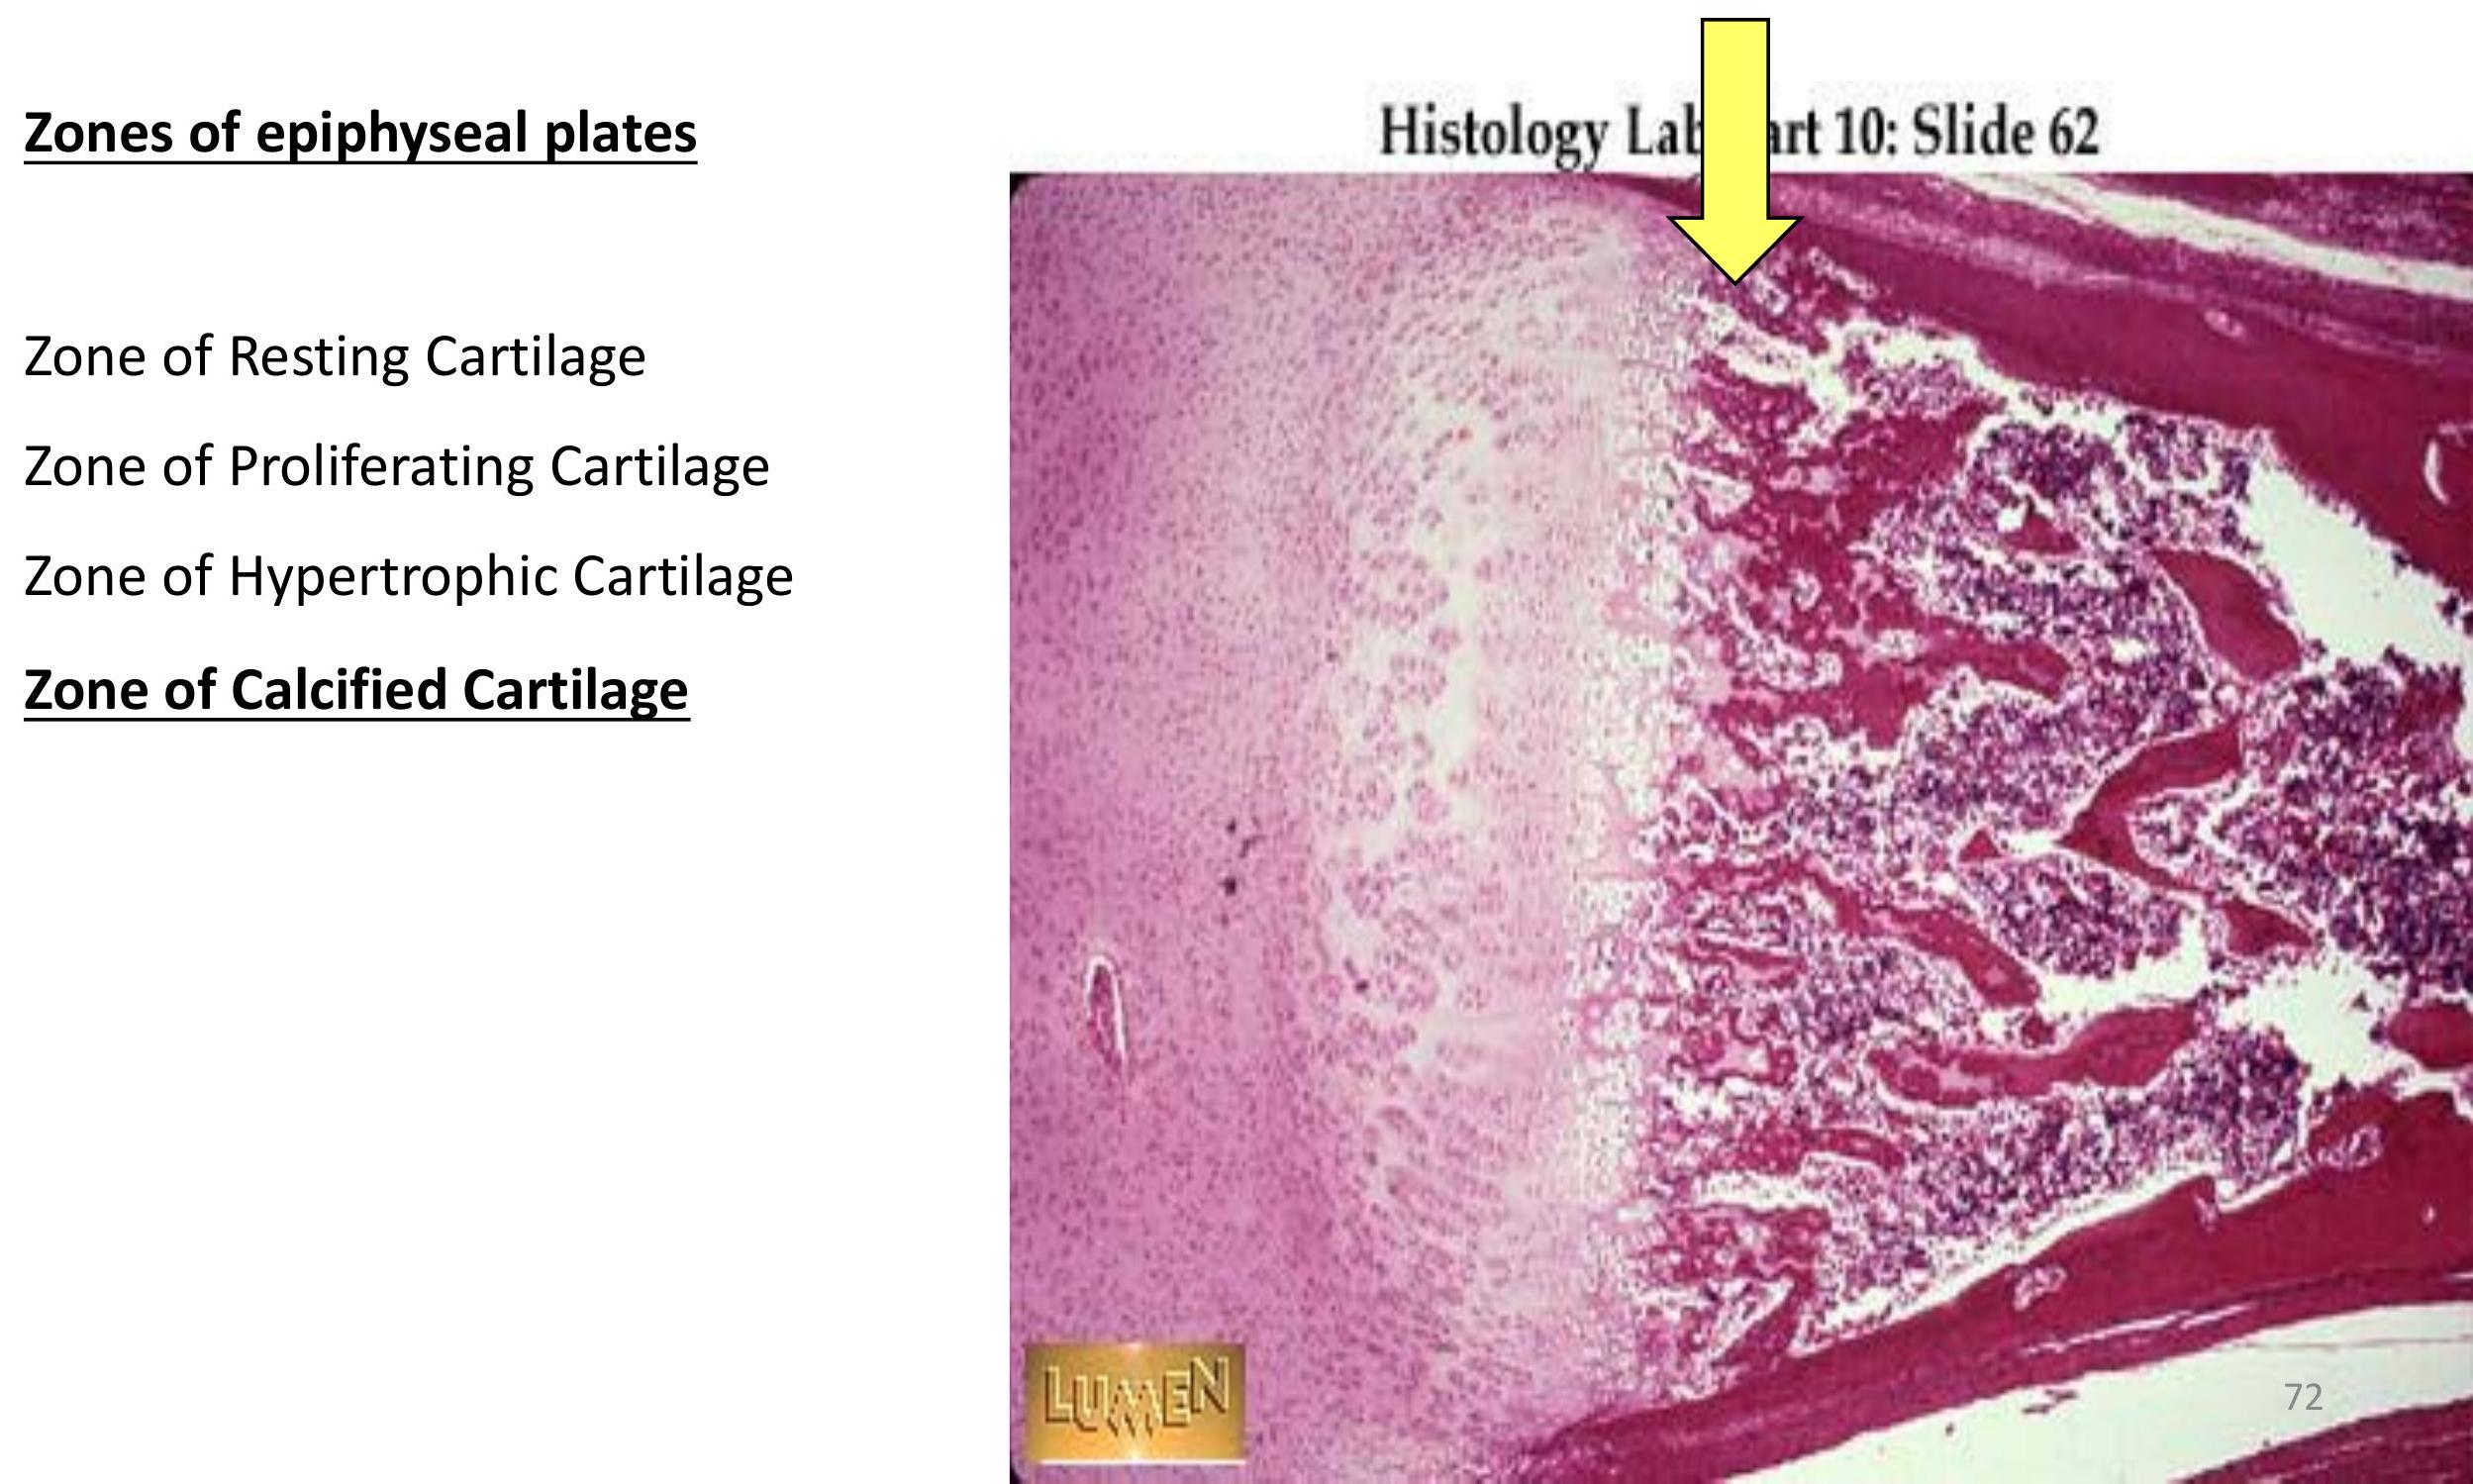 Zones of epiphyseal plates
Histology Lab art 10: Slide 62
Zone of Resting Cartilage
Zone of Proliferating Cartilage
Zone of Hypertrophic Cartilage
Zone of Calcified Cartilage
LUMEN
72